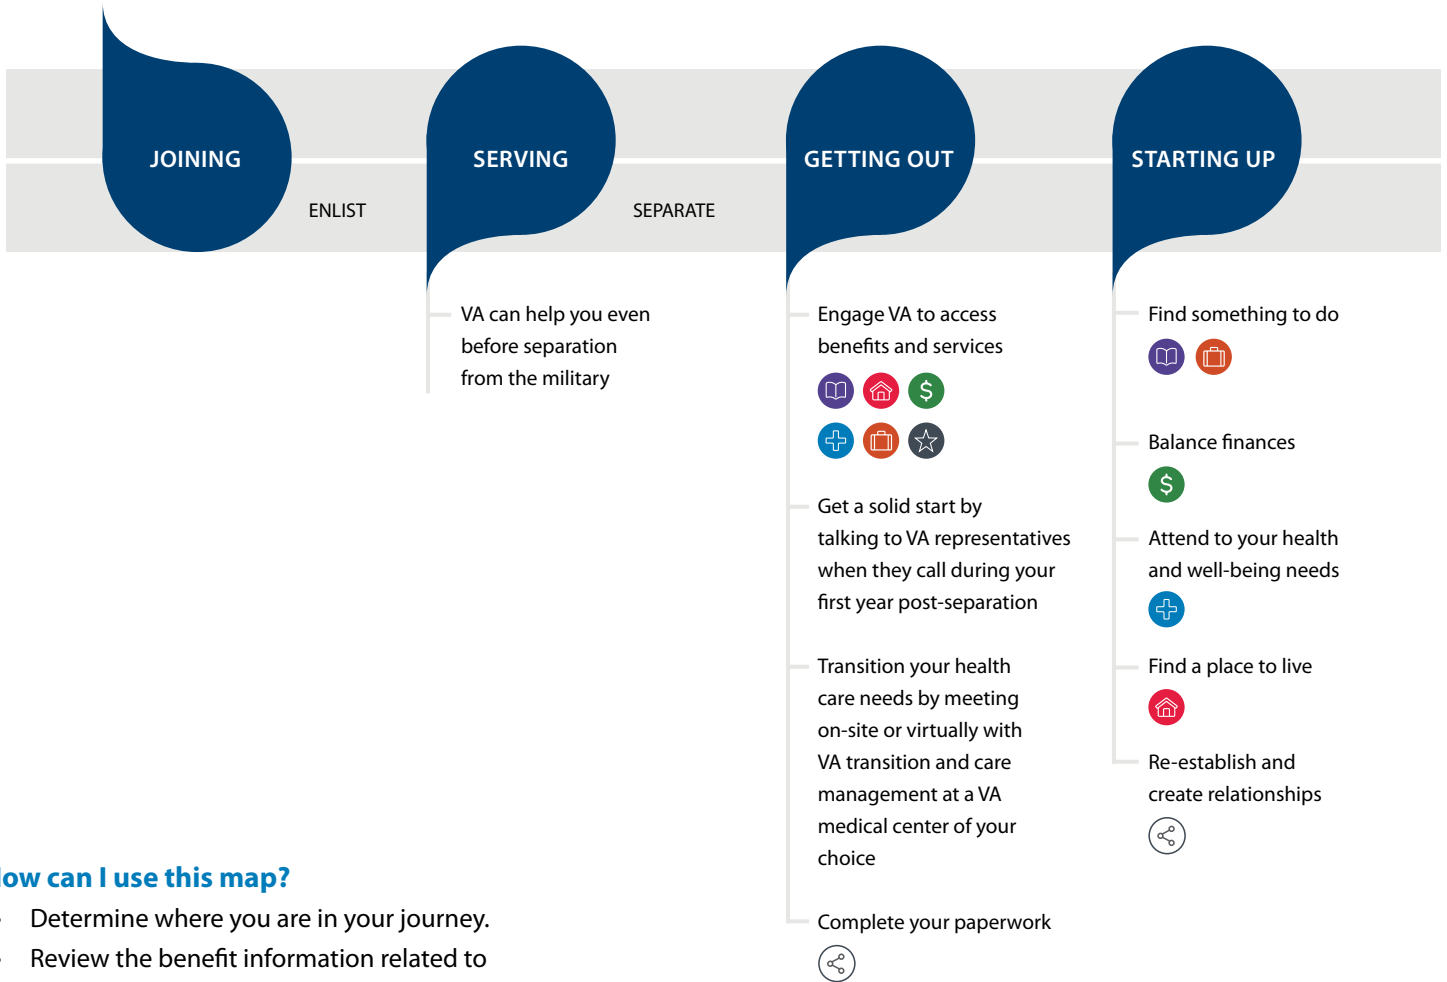 JOINING
ENLIST
SERVING
SEPARATE
GETTING OUT
STARTING UP
VA can help you even
before separation
from the military
Engage VA to access
benefits and services
Get a solid start by
talking to VA representatives
when they call during your
first year post-separation
Transition your health
care needs by meeting
on-site or virtually with
VA transition and care
management at a VA
medical center of your
choice
Complete your paperwork
Find something to do
Balance finances
Attend to your health
and well-being needs
Find a place to live
Re-establish and
create relationships
How can I use this map?
Determine where you are in your journey.
Review the benefit information related to